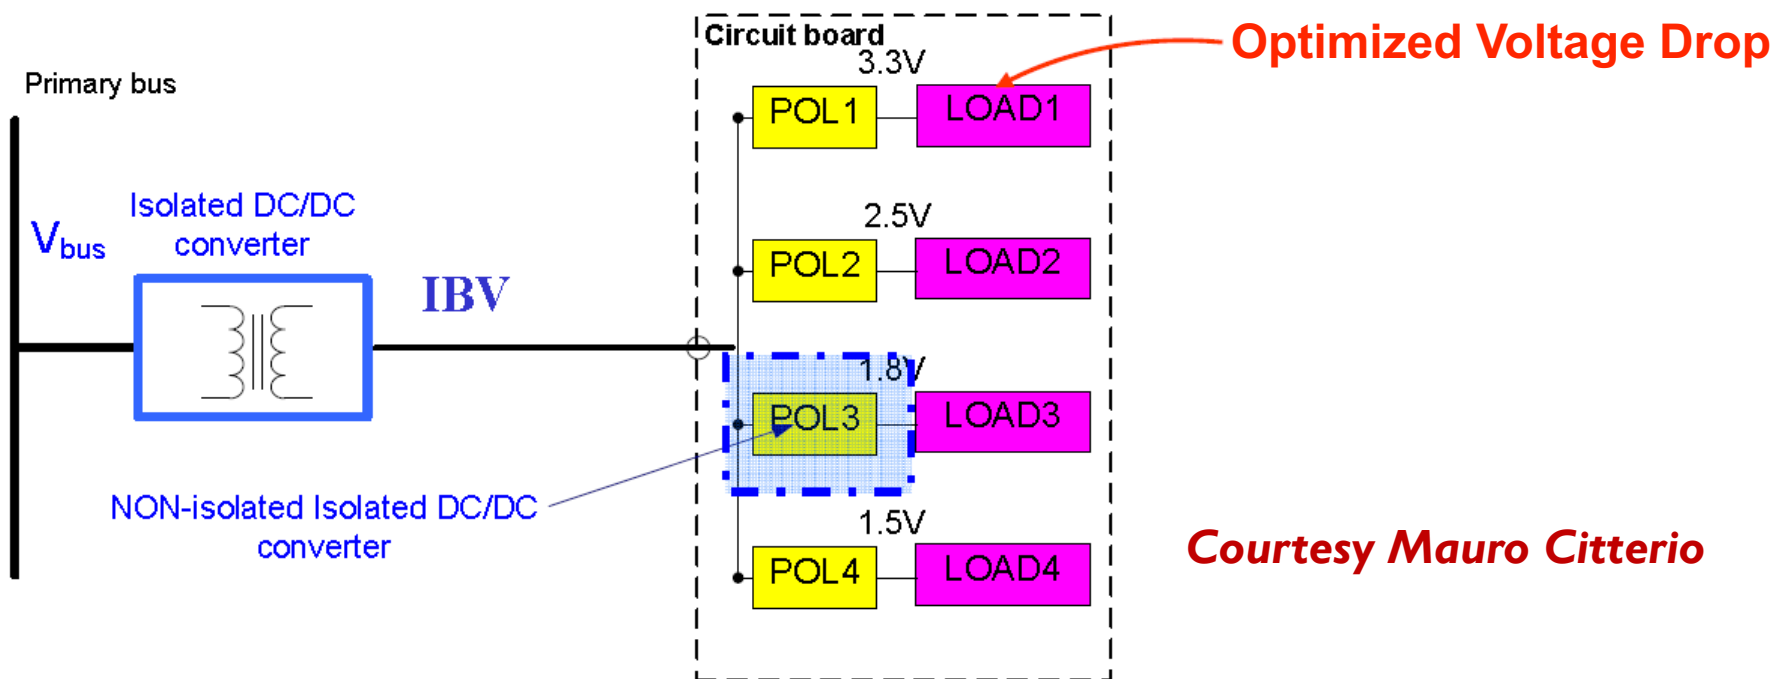 Circuit board
Optimized Voltage Drop
3.3V
Primary bus
POL1
LOAD1
Isolated DC/DC
converter
Vbus
2.5V
POL2
LOAD2
IBV
1.8V
POL3
LOAD3
NON-isolated Isolated DC/DC
converter
1.5V
Courtesy Mauro Citterio
POL4
LOAD4